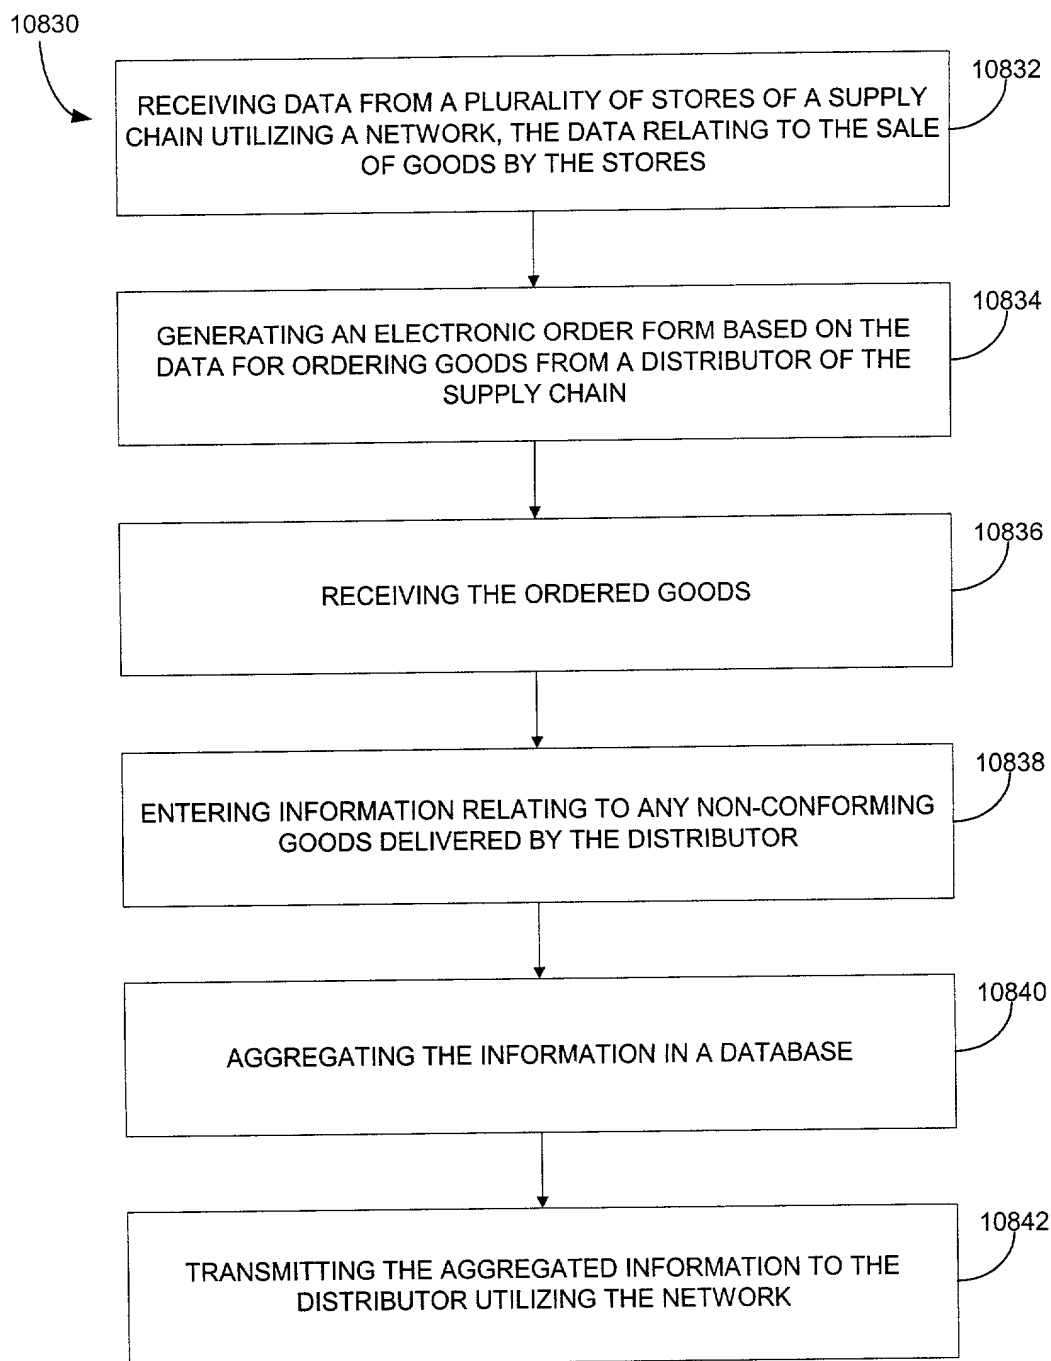 10830
10832
RECEIVING DATA FROM A PLURALITY OF STORES OF A SUPPLY
CHAIN UTILIZING A NETWORK, THE DATA RELATING TO THE SALE
OF GOODS BY THE STORES
10834
GENERATING AN ELECTRONIC ORDER FORM BASED ON THE
DATA FOR ORDERING GOODS FROM A DISTRIBUTOR OF THE
SUPPLY CHAIN
10836
RECEIVING THE ORDERED GOODS
10838
ENTERING INFORMATION RELATING TO ANY NON-CONFORMING
GOODS DELIVERED BY THE DISTRIBUTOR
10840
AGGREGATING THE INFORMATION IN A DATABASE
10842
TRANSMITTING THE AGGREGATED INFORMATION TO THE
DISTRIBUTOR UTILIZING THE NETWORK